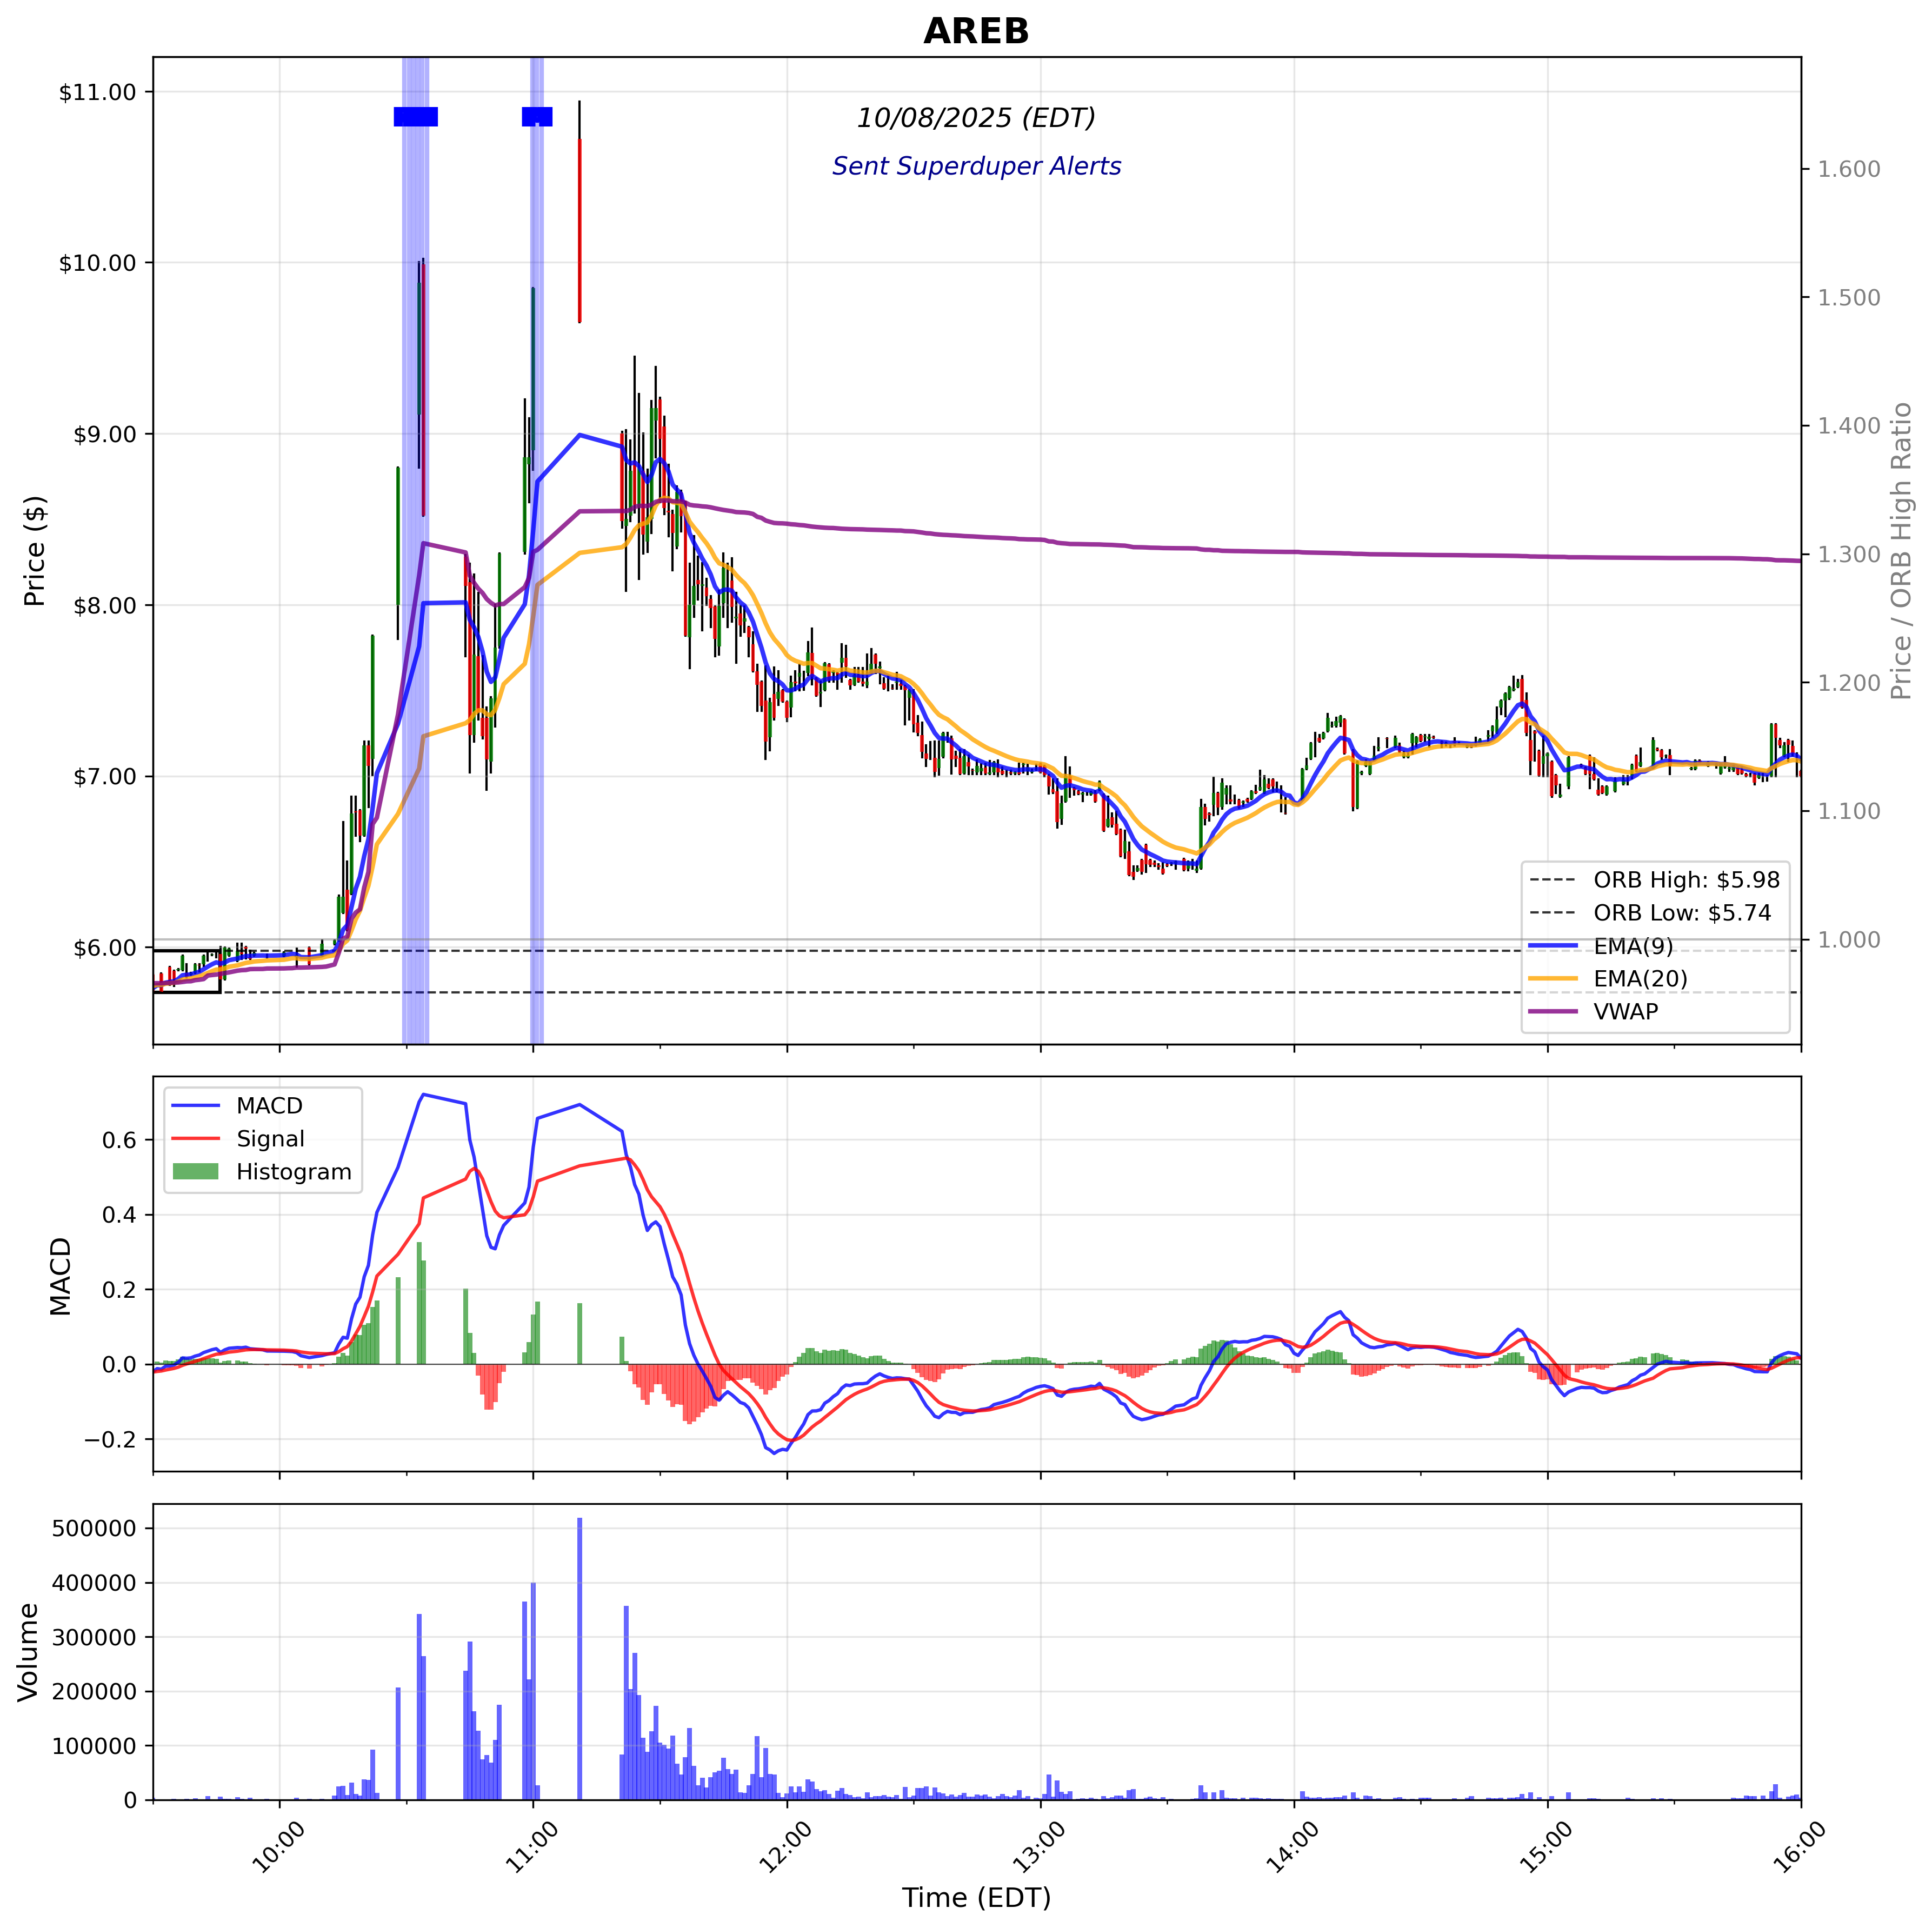 AREB
10/08/2025 (EDT)
Sent Superduper Alerts
Price ($)
$11.00
$10.00
$9.00
$8.00
$7.00
$6.00
1.600
1.500
1.400
1.300
1.200
1.100
1.000
Price / ORB High Ratio
ORB High: $5.98
ORB Low: $5.74
EMA(9)
EMA(20)
VWAP
MACD
0.6
0.4
0.2
0.0
−0.2
MACD
Signal
Histogram
Volume
500000
400000
300000
200000
100000
0
10:00
11:00
12:00
13:00
14:00
15:00
16:00
Time (EDT)